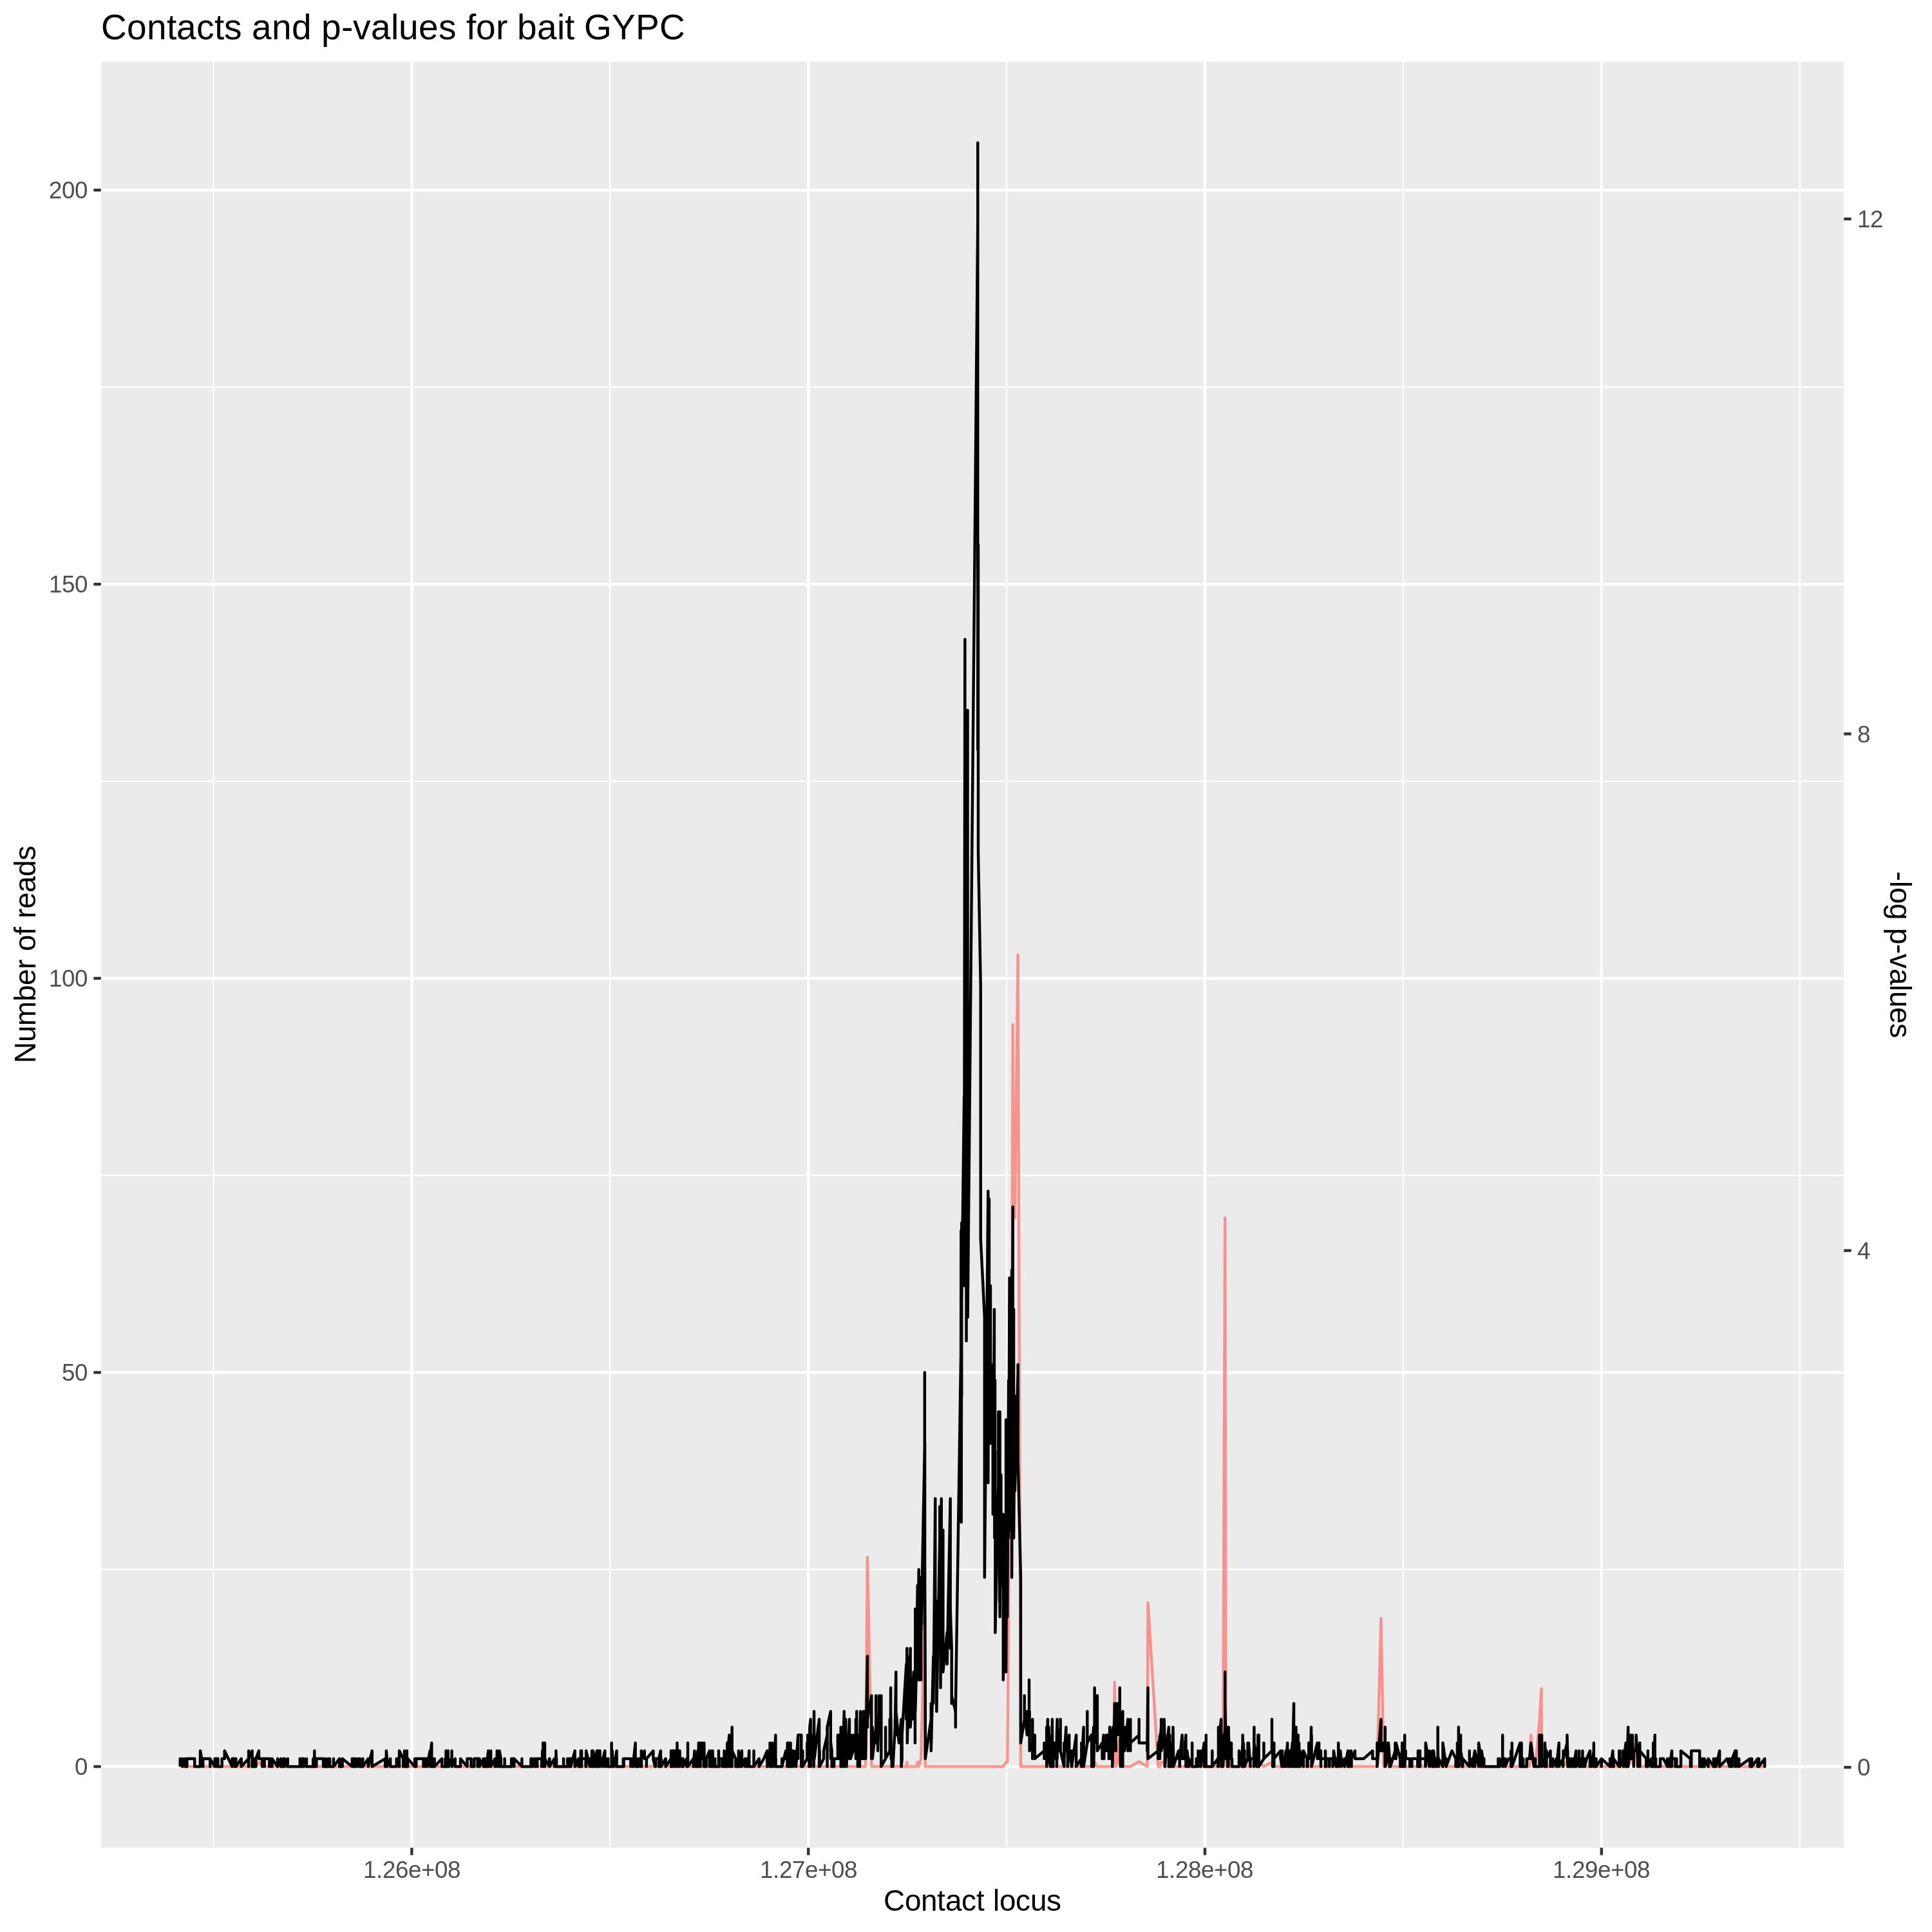 Contacts and p-values for bait GYPC
200
150
100
50
0
Number of reads
12
8
4
0
-log p-values
1.26e+08
1.27e+08
1.28e+08
1.29e+08
Contact locus